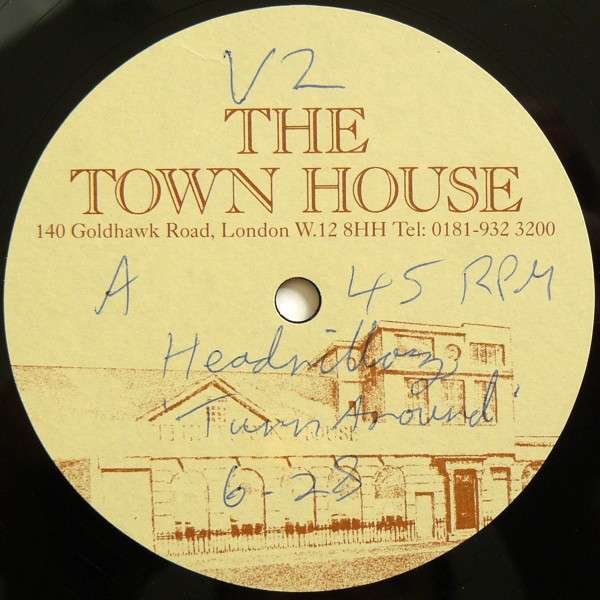 V2
THE
TOWN HOUSE
140 Goldhawk Road, London W.12 8HH Tel: 0181-932 3200
A 45 RPM
Headrillaz
'Turn Around'
6-28